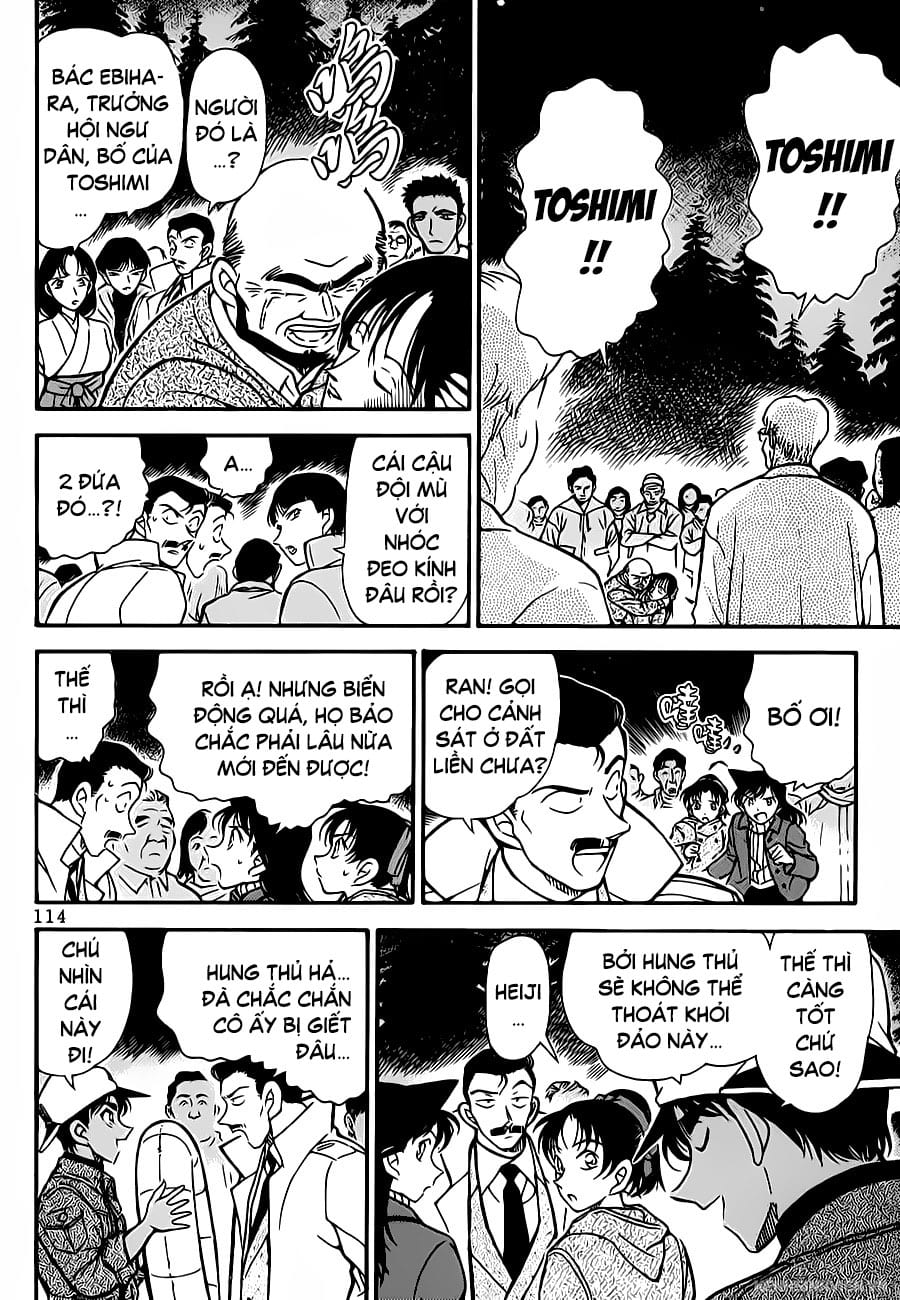 TOSHIMI
!!
TOSHIMI
!!
NGƯỜI
ĐÓ LÀ
...?
BÁC EBIHA-
RA, TRƯỞNG
HỘI NGƯ
DÂN, BỐ CỦA
TOSHIMI
...
CÁI CẬU
ĐỘI MŨ
VỚI
NHÓC
ĐEO KÍNH
ĐÂU RỒI?
A...
2 ĐỨA
ĐÓ...?!
BỐ ƠI!
RAN! GỌI
CHO CẢNH
SÁT Ở ĐẤT
LIỀN CHƯA?
RỒI Ạ! NHƯNG BIỂN
ĐỘNG QUÁ, HỌ BẢO
CHẮC PHẢI LÂU NỮA
MỚI ĐẾN ĐƯỢC!
THẾ
THÌ
...
THẾ THÌ
CÀNG
TỐT
CHỨ
SAO!
BỞI HUNG THỦ
SẼ KHÔNG THỂ
THOÁT KHỎI
ĐẢO NÀY...
HEIJI
...
HUNG THỦ HẢ...
ĐÃ CHẮC CHẮN
CÔ ẤY BỊ GIẾT
ĐÂU...
CHÚ
NHÌN
CÁI
NÀY
ĐI!
114